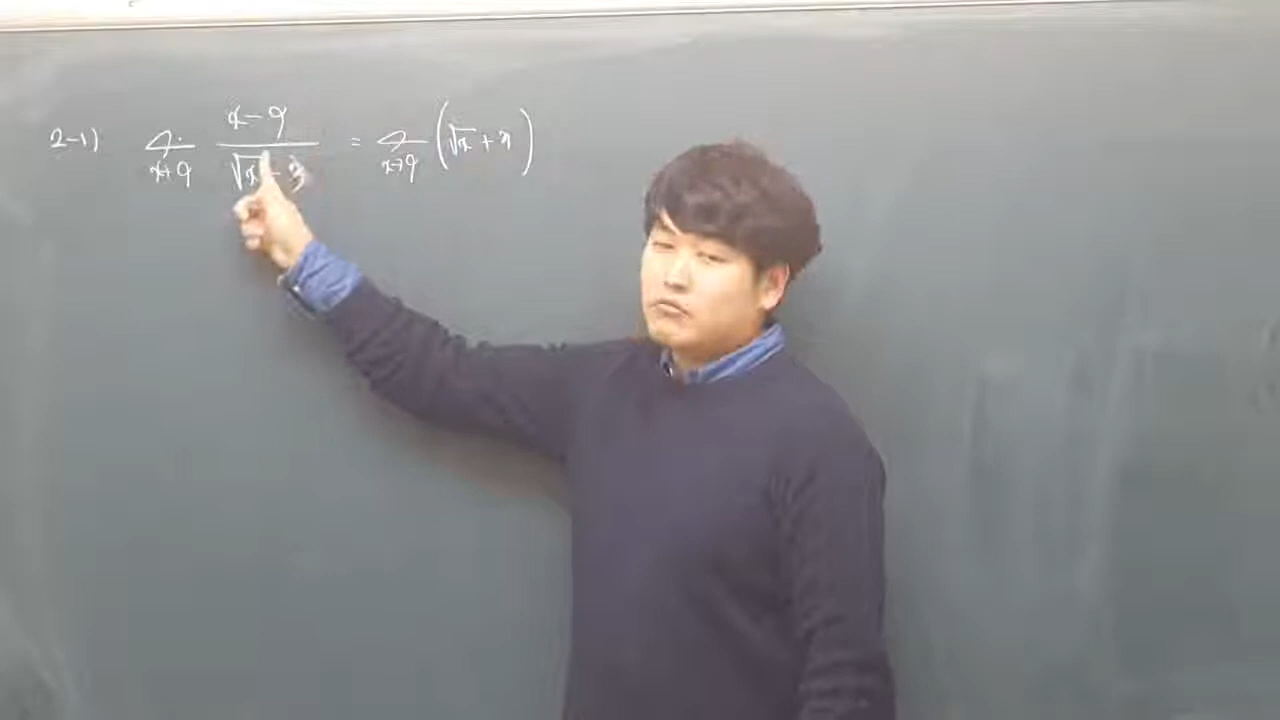 2-1) lim x→9 x-9 / √x - 3 = lim x→9 (√x + 3)